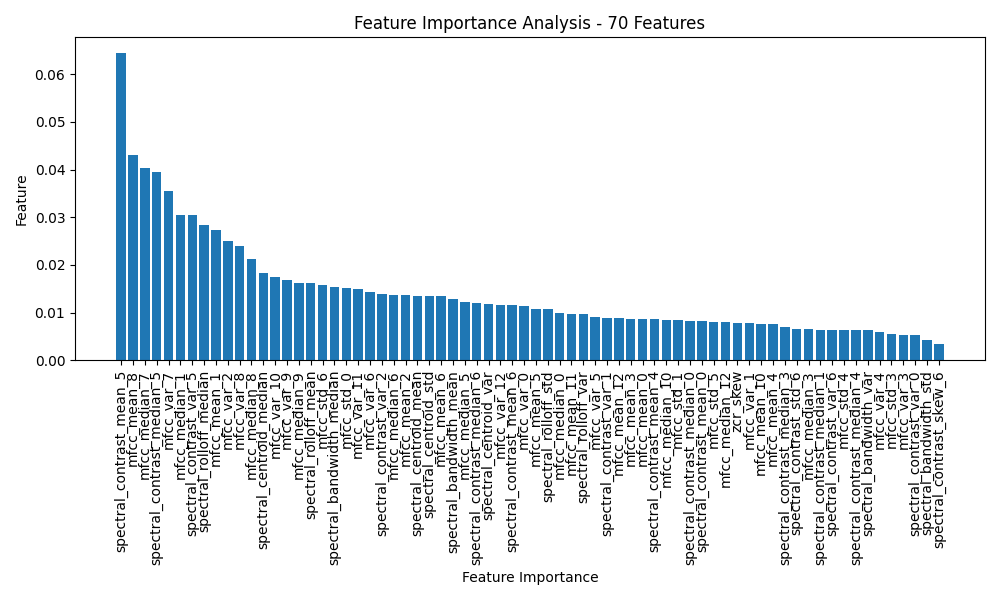 Feature Importance Analysis - 70 Features
Feature
0.06
0.05
0.04
0.03
0.02
0.01
0.00
spectral_contrast_mean_5
mfcc_mean_8
mfcc_median_7
spectral_contrast_median_5
mfcc_var_7
mfcc_median_1
spectral_contrast_var_5
spectral_rolloff_median
mfcc_mean_1
mfcc_var_2
mfcc_var_8
mfcc_median_8
spectral_centroid_median
mfcc_var_10
mfcc_var_9
mfcc_median_9
spectral_rolloff_mean
mfcc_std_6
spectral_bandwidth_median
mfcc_std_0
mfcc_var_11
mfcc_var_6
spectral_contrast_var_2
mfcc_median_6
mfcc_mean_2
spectral_centroid_mean
spectral_centroid_std
mfcc_mean_6
spectral_bandwidth_mean
mfcc_median_5
spectral_contrast_median_6
spectral_centroid_var
mfcc_var_12
spectral_contrast_mean_6
mfcc_var_0
mfcc_mean_5
spectral_rolloff_std
mfcc_median_0
mfcc_mean_11
spectral_rolloff_var
mfcc_var_5
spectral_contrast_var_1
mfcc_mean_12
mfcc_mean_3
mfcc_mean_0
spectral_contrast_mean_4
mfcc_median_10
mfcc_std_1
spectral_contrast_median_0
spectral_contrast_mean_0
mfcc_std_5
mfcc_median_12
zcr_skew
mfcc_var_1
mfcc_mean_10
mfcc_mean_4
spectral_contrast_median_3
spectral_contrast_std_6
mfcc_median_3
spectral_contrast_median_1
spectral_contrast_var_6
mfcc_std_4
spectral_contrast_median_4
spectral_bandwidth_var
mfcc_var_4
mfcc_std_3
mfcc_var_3
spectral_contrast_var_0
spectral_bandwidth_std
spectral_contrast_skew_6
Feature Importance